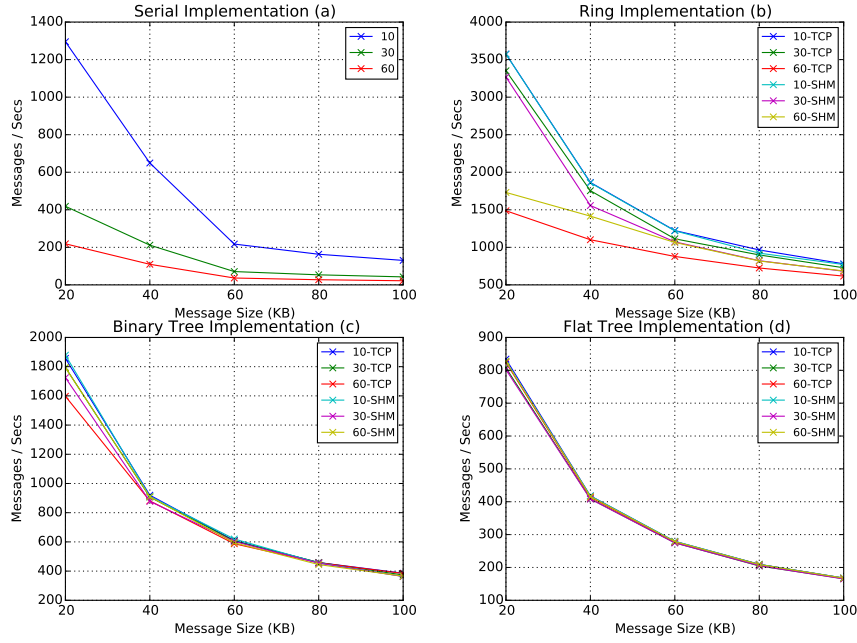 Serial Implementation (a)
1400
1200
1000
800
600
400
200
0
Messages / Secs
10
30
60
20 40 60 80 100
Message Size (KB)
Ring Implementation (b)
4000
3500
3000
2500
2000
1500
1000
500
Messages / Secs
10-TCP
30-TCP
60-TCP
10-SHM
30-SHM
60-SHM
20 40 60 80 100
Message Size (KB)
Binary Tree Implementation (c)
2000
1800
1600
1400
1200
1000
800
600
400
200
Messages / Secs
10-TCP
30-TCP
60-TCP
10-SHM
30-SHM
60-SHM
20 40 60 80 100
Message Size (KB)
Flat Tree Implementation (d)
900
800
700
600
500
400
300
200
100
Messages / Secs
10-TCP
30-TCP
60-TCP
10-SHM
30-SHM
60-SHM
20 40 60 80 100
Message Size (KB)